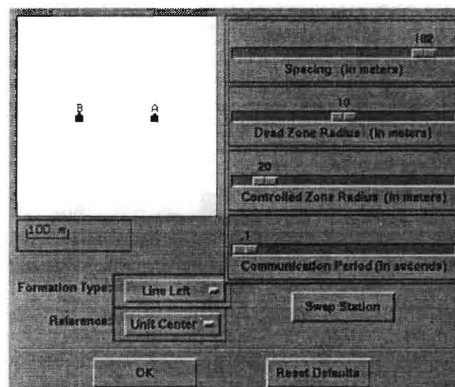 B A
100 m
182
Spacing (in meters)
10
Dead Zone Radius (in meters)
20
Controlled Zone Radius (in meters)
1
Communication Period (in seconds)
Formation Type: Line Left
Reference: Unit Center
Swap Station
OK Reset Defaults